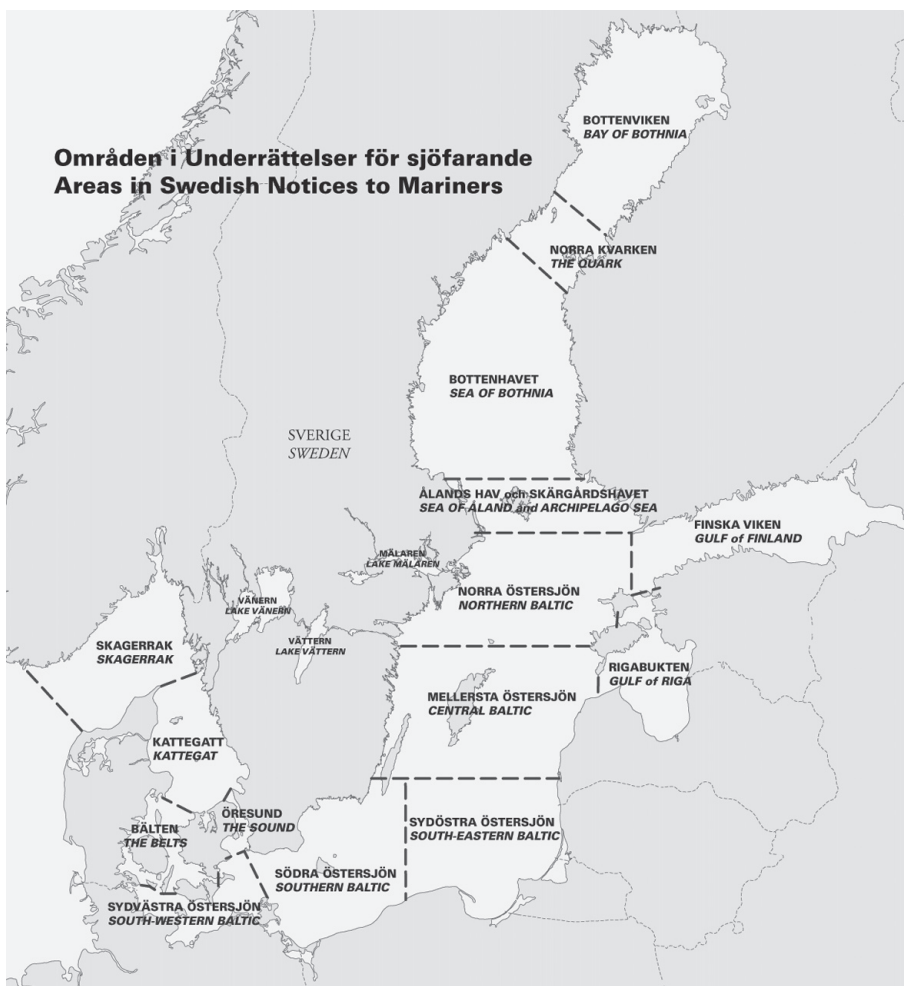 Områden i Underrättelser för sjöfarande
Areas in Swedish Notices to Mariners
BOTTENVIKEN
BAY OF BOTHNIA
NORRA KVARKEN
THE QUARK
BOTTENHAVET
SEA OF BOTHNIA
SVERIGE
SWEDEN
ÅLANDS HAV och SKÄRGÅRDSHAVET
SEA OF ÅLAND and ARCHIPELAGO SEA
FINSKA VIKEN
GULF of FINLAND
MÄLAREN
LAKE MÄLAREN
NORRA ÖSTERSJÖN
NORTHERN BALTIC
VÄNERN
LAKE VÄNERN
VÄTTERN
LAKE VÄTTERN
SKAGERRAK
SKAGERRAK
RIGABUKTEN
GULF of RIGA
MELLERSTA ÖSTERSJÖN
CENTRAL BALTIC
KATTEGATT
KATTEGAT
ÖRESUND
THE SOUND
SYDÖSTRA ÖSTERSJÖN
SOUTH-EASTERN BALTIC
BÄLTEN
THE BELTS
SÖDRA ÖSTERSJÖN
SOUTHERN BALTIC
SYDVÄSTRA ÖSTERSJÖN
SOUTH-WESTERN BALTIC